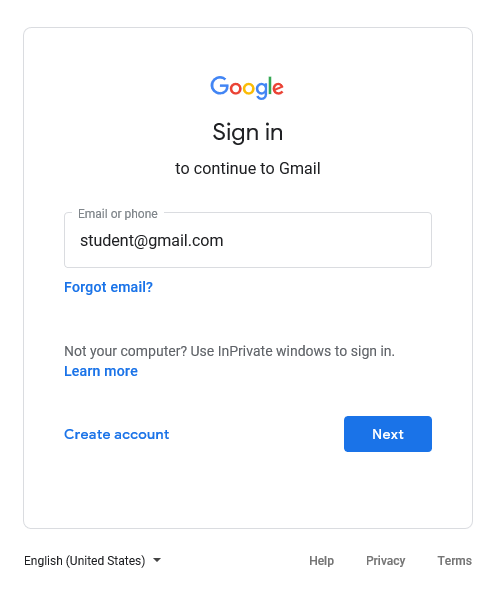 Google
Sign in
to continue to Gmail
Email or phone
student@gmail.com
Forgot email?
Not your computer? Use InPrivate windows to sign in.
Learn more
Create account
Next
English (United States)
Help
Privacy
Terms